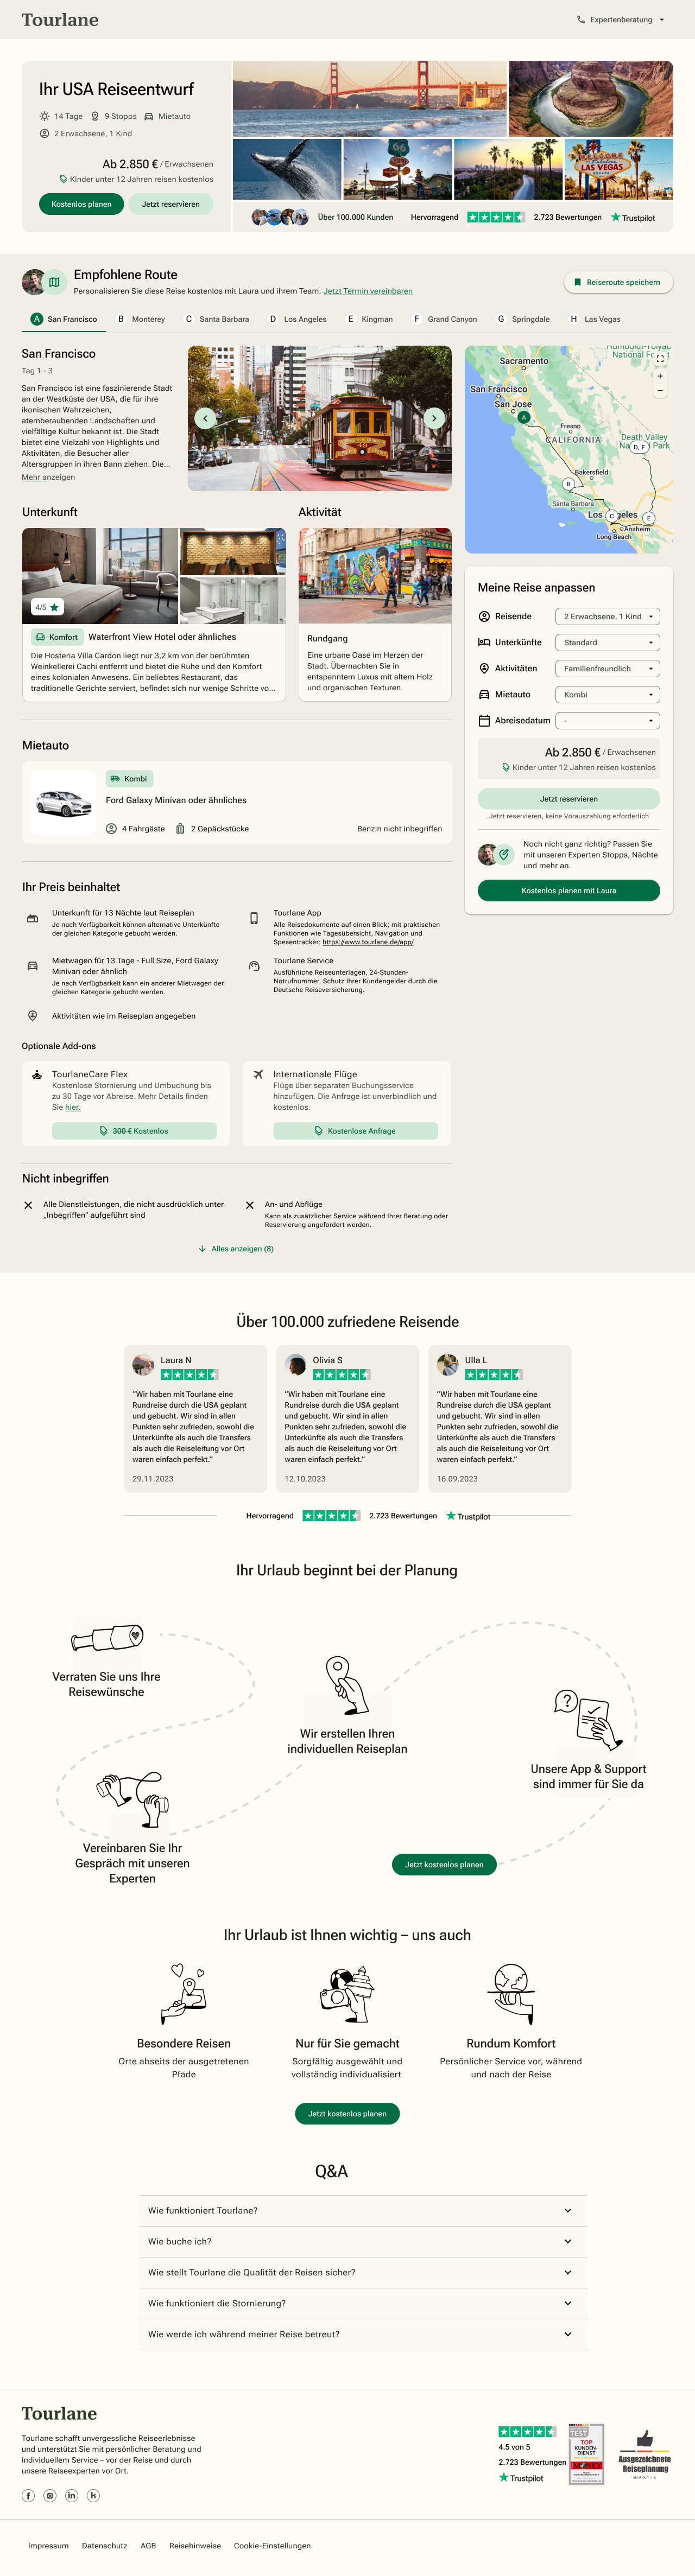 Tourlane
Expertenberatung
Ihr USA Reiseentwurf
14 Tage
9 Stopps
Mietauto
2 Erwachsene, 1 Kind
Ab 2.850 € / Erwachsenen
Kinder unter 12 Jahren reisen kostenlos
Kostenlos planen
Jetzt reservieren
66
WELCOME
Fabulous
LAS VEGAS
Über 100.000 Kunden
Hervorragend
2.723 Bewertungen
Trustpilot
Empfohlene Route
Personalisieren Sie diese Reise kostenlos mit Laura und ihrem Team. Jetzt Termin vereinbaren
Reiseroute speichern
A San Francisco
B Monterey
C Santa Barbara
D Los Angeles
E Kingman
F Grand Canyon
G Springdale
H Las Vegas
San Francisco
Tag 1 - 3
San Francisco ist eine faszinierende Stadt
an der Westküste der USA, die für ihre
ikonischen Wahrzeichen,
atemberaubenden Landschaften und
vielfältige Kultur bekannt ist. Die Stadt
bietet eine Vielzahl von Highlights und
Aktivitäten, die Besucher aller
Altersgruppen in ihren Bann ziehen. Die...
Mehr anzeigen
Sacramento
San Francisco
San Jose
A
Fresno
CALIFORNIA
Death Valley
D, F
Bakersfield
B
Santa Barbara
C
E
Anaheim
Long Beach
Unterkunft
4/5
Komfort
Waterfront View Hotel oder ähnliches
Die Hosteria Villa Cardon liegt nur 3,2 km von der berühmten
Weinkellerei Cachi entfernt und bietet die Ruhe und den Komfort
eines kolonialen Anwesens. Ein beliebtes Restaurant, das
traditionelle Gerichte serviert, befindet sich nur wenige Schritte vo...
Aktivität
Rundgang
Eine urbane Oase im Herzen der
Stadt. Übernachten Sie in
entspanntem Luxus mit altem Holz
und organischen Texturen.
Meine Reise anpassen
Reisende
2 Erwachsene, 1 Kind
Unterkünfte
Standard
Aktivitäten
Familienfreundlich
Mietauto
Kombi
Abreisedatum
-
Ab 2.850 € / Erwachsenen
Kinder unter 12 Jahren reisen kostenlos
Jetzt reservieren
Jetzt reservieren, keine Vorauszahlung erforderlich
Noch nicht ganz richtig? Passen Sie
mit unseren Experten Stopps, Nächte
und mehr an.
Kostenlos planen mit Laura
Mietauto
Kombi
Ford Galaxy Minivan oder ähnliches
4 Fahrgäste
2 Gepäckstücke
Benzin nicht inbegriffen
Ihr Preis beinhaltet
Unterkunft für 13 Nächte laut Reiseplan
Je nach Verfügbarkeit können alternative Unterkünfte
der gleichen Kategorie gebucht werden.
Tourlane App
Alle Reisedokumente auf einen Blick; mit praktischen
Funktionen wie Tagesübersicht, Navigation und
Spesentracker: https://www.tourlane.de/app/
Mietwagen für 13 Tage - Full Size, Ford Galaxy
Minivan oder ähnlich
Je nach Verfügbarkeit kann ein anderer Mietwagen der
gleichen Kategorie gebucht werden.
Tourlane Service
Ausführliche Reiseunterlagen, 24-Stunden-
Notrufnummer, Schutz Ihrer Kundengelder durch die
Deutsche Reiseversicherung.
Aktivitäten wie im Reiseplan angegeben
Optionale Add-ons
TourlaneCare Flex
Kostenlose Stornierung und Umbuchung bis
zu 30 Tage vor Abreise. Mehr Details finden
Sie hier.
300 € Kostenlos
Internationale Flüge
Flüge über separaten Buchungsservice
hinzufügen. Die Anfrage ist unverbindlich und
kostenlos.
Kostenlose Anfrage
Nicht inbegriffen
Alle Dienstleistungen, die nicht ausdrücklich unter
„Inbegriffen“ aufgeführt sind
An- und Abflüge
Kann als zusätzlicher Service während Ihrer Beratung oder
Reservierung angefordert werden.
Alles anzeigen (8)
Über 100.000 zufriedene Reisende
Laura N
"Wir haben mit Tourlane eine
Rundreise durch die USA geplant
und gebucht. Wir sind in allen
Punkten sehr zufrieden, sowohl die
Unterkünfte als auch die Transfers
als auch die Reiseleitung vor Ort
waren einfach perfekt."
29.11.2023
Olivia S
"Wir haben mit Tourlane eine
Rundreise durch die USA geplant
und gebucht. Wir sind in allen
Punkten sehr zufrieden, sowohl die
Unterkünfte als auch die Transfers
als auch die Reiseleitung vor Ort
waren einfach perfekt."
12.10.2023
Ulla L
"Wir haben mit Tourlane eine
Rundreise durch die USA geplant
und gebucht. Wir sind in allen
Punkten sehr zufrieden, sowohl die
Unterkünfte als auch die Transfers
als auch die Reiseleitung vor Ort
waren einfach perfekt."
16.09.2023
Hervorragend
2.723 Bewertungen
Trustpilot
Ihr Urlaub beginnt bei der Planung
Verraten Sie uns Ihre
Reisewünsche
Wir erstellen Ihren
individuellen Reiseplan
Unsere App & Support
sind immer für Sie da
Vereinbaren Sie Ihr
Gespräch mit unseren
Experten
Jetzt kostenlos planen
Ihr Urlaub ist Ihnen wichtig – uns auch
Besondere Reisen
Orte abseits der ausgetretenen
Pfade
Nur für Sie gemacht
Sorgfältig ausgewählt und
vollständig individualisiert
Rundum Komfort
Persönlicher Service vor, während
und nach der Reise
Jetzt kostenlos planen
Q&A
Wie funktioniert Tourlane?
Wie buche ich?
Wie stellt Tourlane die Qualität der Reisen sicher?
Wie funktioniert die Stornierung?
Wie werde ich während meiner Reise betreut?
Tourlane
Tourlane schafft unvergessliche Reiseerlebnisse
und unterstützt Sie mit persönlicher Beratung und
individuellem Service – vor der Reise und durch
unsere Reiseexperten vor Ort.
4.5 von 5
2.723 Bewertungen
Trustpilot
TEST
TOP
KUNDEN-
DIENST
Ausgezeichnete
Reiseplanung
Impressum
Datenschutz
AGB
Reisehinweise
Cookie-Einstellungen